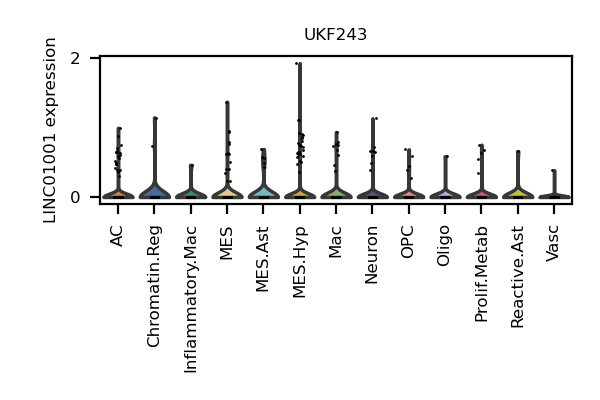 UKF243
LINC01001 expression
2
0
AC
Chromatin.Reg
Inflammatory.Mac
MES
MES.Ast
MES.Hyp
Mac
Neuron
OPC
Oligo
Prolif.Metab
Reactive.Ast
Vasc